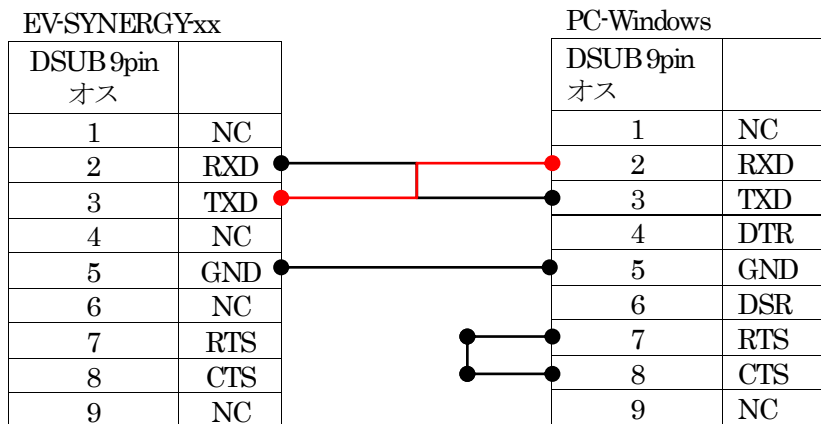 EV-SYNERGY-xx
DSUB 9pin
オス
1 NC
2 RXD
3 TXD
4 NC
5 GND
6 NC
7 RTS
8 CTS
9 NC
PC-Windows
DSUB 9pin
オス
1 NC
2 RXD
3 TXD
4 DTR
5 GND
6 DSR
7 RTS
8 CTS
9 NC